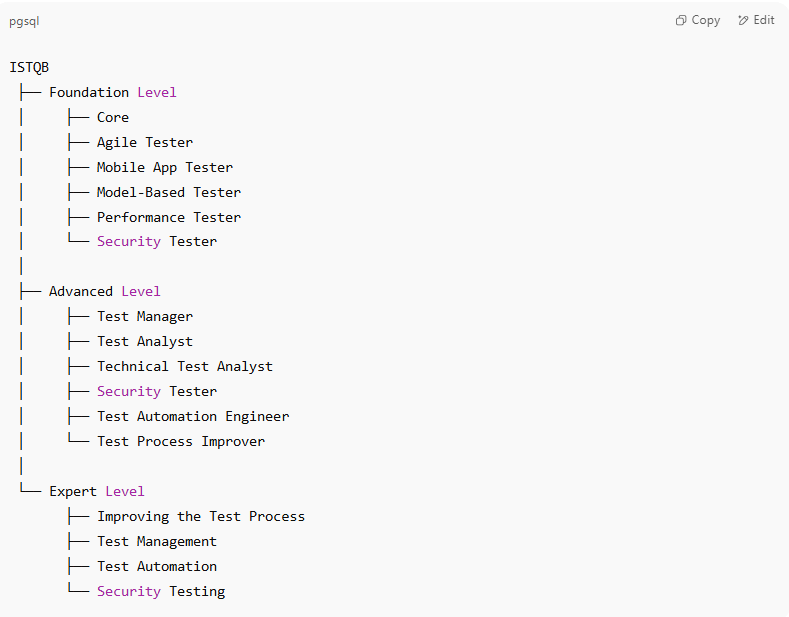 pgsql
Copy
Edit
ISTQB
├── Foundation Level
│     ├── Core
│     ├── Agile Tester
│     ├── Mobile App Tester
│     ├── Model-Based Tester
│     ├── Performance Tester
│     └── Security Tester
│
├── Advanced Level
│     ├── Test Manager
│     ├── Test Analyst
│     ├── Technical Test Analyst
│     ├── Security Tester
│     ├── Test Automation Engineer
│     └── Test Process Improver
│
└── Expert Level
      ├── Improving the Test Process
      ├── Test Management
      ├── Test Automation
      └── Security Testing